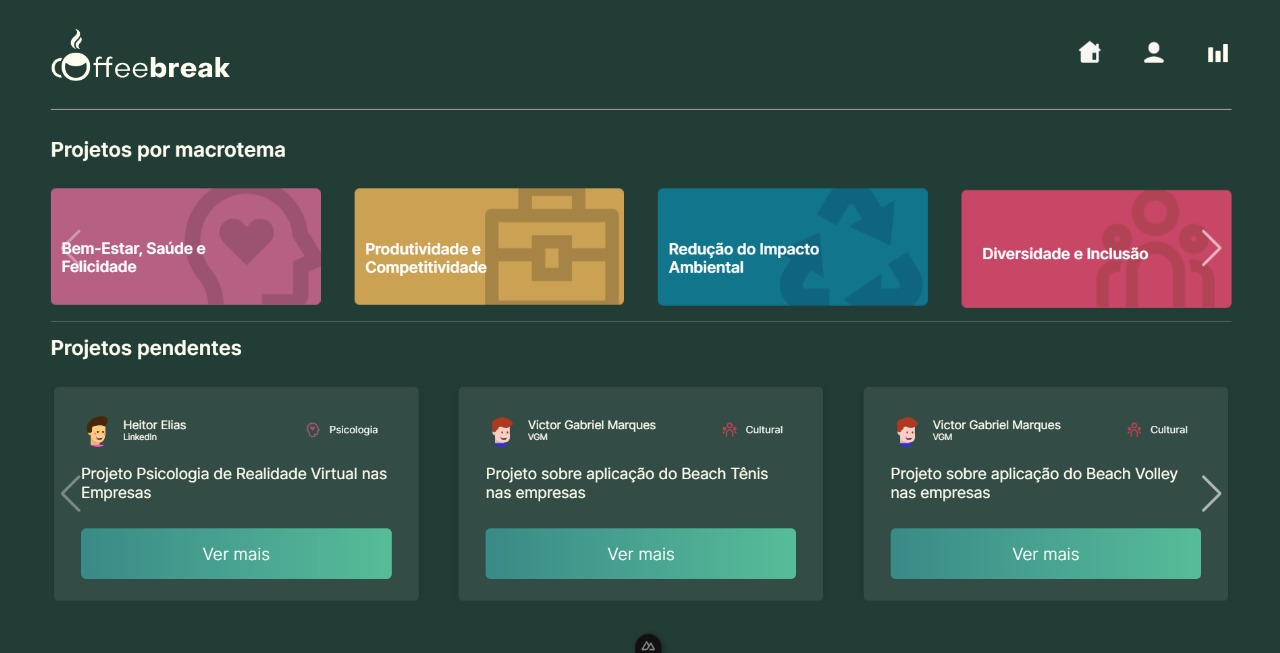 offeebreak
Projetos por macrotema
Bem-Estar, Saúde e
Felicidade
Produtividade e
Competitividade
Redução do Impacto
Ambiental
Diversidade e Inclusão
Projetos pendentes
Heitor Elias
LinkedIn
Psicologia
Projeto Psicologia de Realidade Virtual nas
Empresas
Ver mais
Victor Gabriel Marques
VGM
Cultural
Projeto sobre aplicação do Beach Tênis
nas empresas
Ver mais
Victor Gabriel Marques
VGM
Cultural
Projeto sobre aplicação do Beach Volley
nas empresas
Ver mais